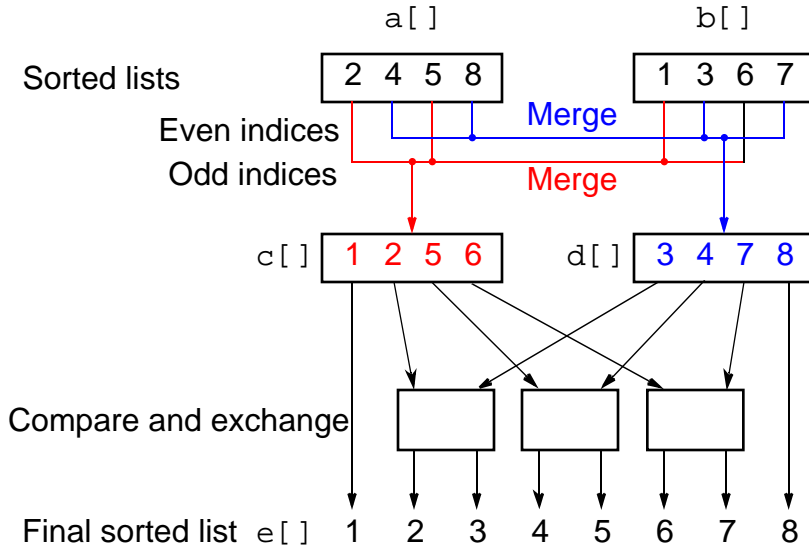 a[] b[]
Sorted lists 2 4 5 8 1 3 6 7
Merge
Even indices
Odd indices
Merge
c[] 1 2 5 6 d[] 3 4 7 8
Compare and exchange
Final sorted list e[] 1 2 3 4 5 6 7 8